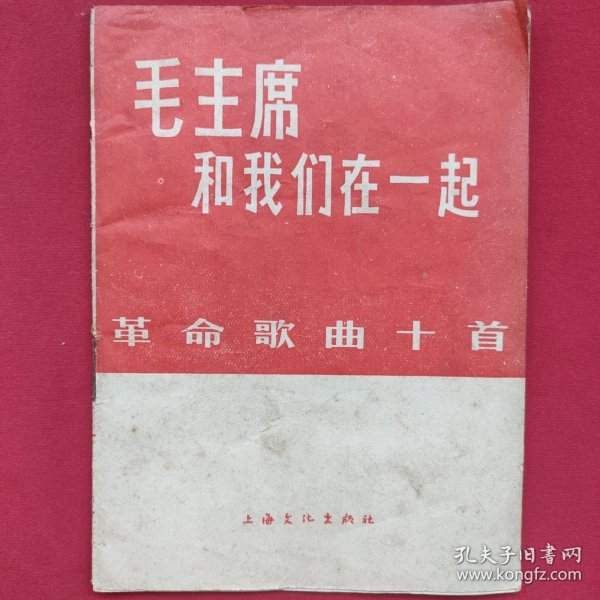 毛主席
和我们在一起
革命歌曲十首
上海文化出版社
孔夫子旧书网
www.kongfz.com